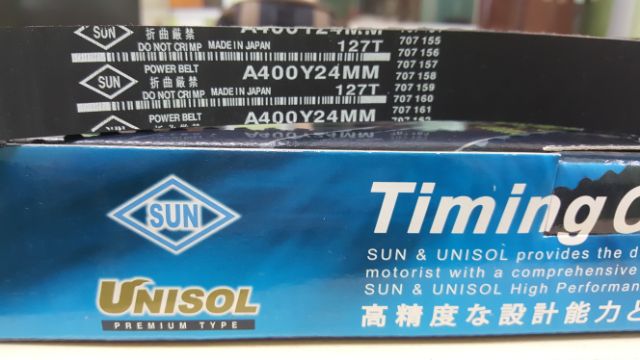 SUN 折曲厳禁 A400Y24MM
DO NOT CRIMP MADE IN JAPAN 127T 707 155
707 156
SUN POWER BELT A400Y24MM 707 157
折曲厳禁 707 158
DO NOT CRIMP MADE IN JAPAN 127T 707 159
707 160
SUN POWER BELT A400Y24MM 707 161
SUN Timing
SUN & UNISOL provides the
motorist with a comprehensive
UNISOL SUN & UNISOL High
PREMIUM TYPE 高精度な設計能力と